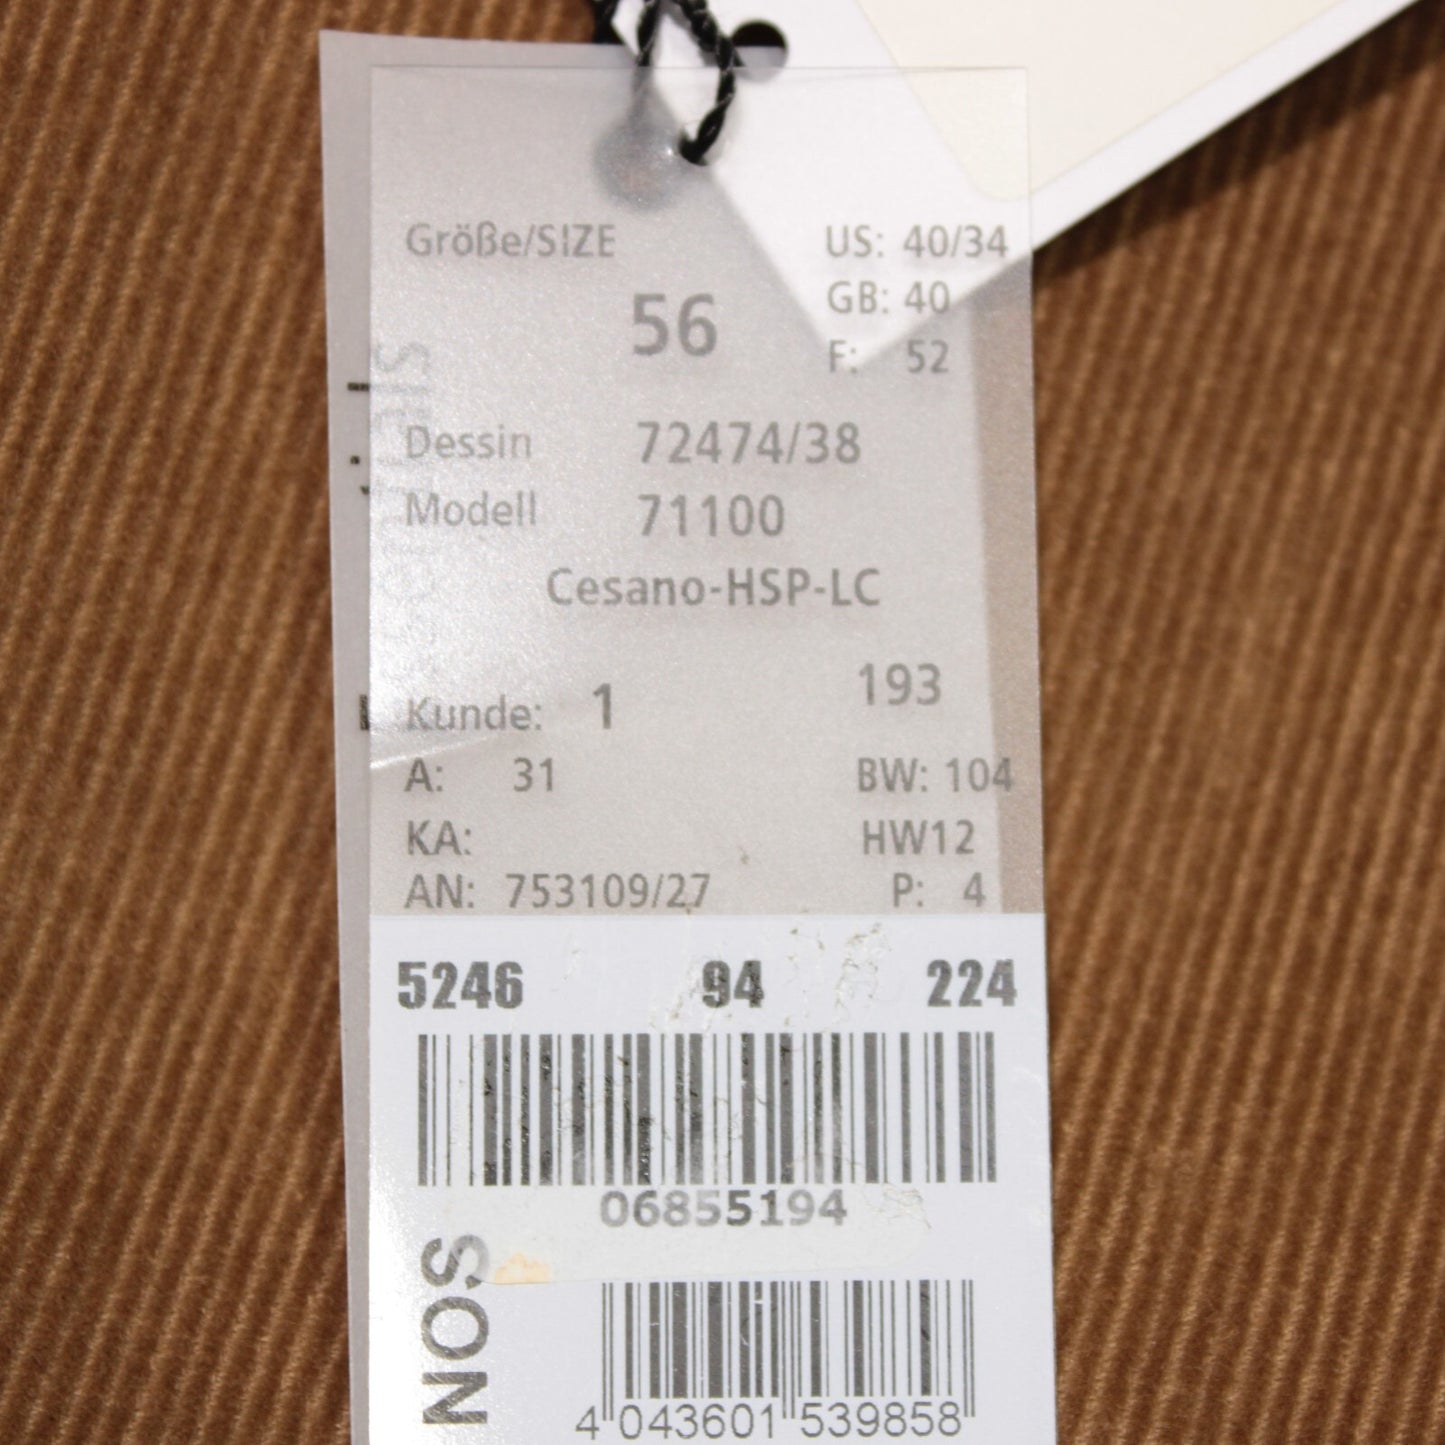 Größe/SIZE
56
US: 40/34
GB: 40
F: 52
Dessin 72474/38
Modell 71100
Cesano-HSP-LC
193
Kunde: 1
A: 31 BW: 104
KA: HW12
AN: 753109/27 P: 4
5246 94 224
06855194
NOS
4 043601 539858